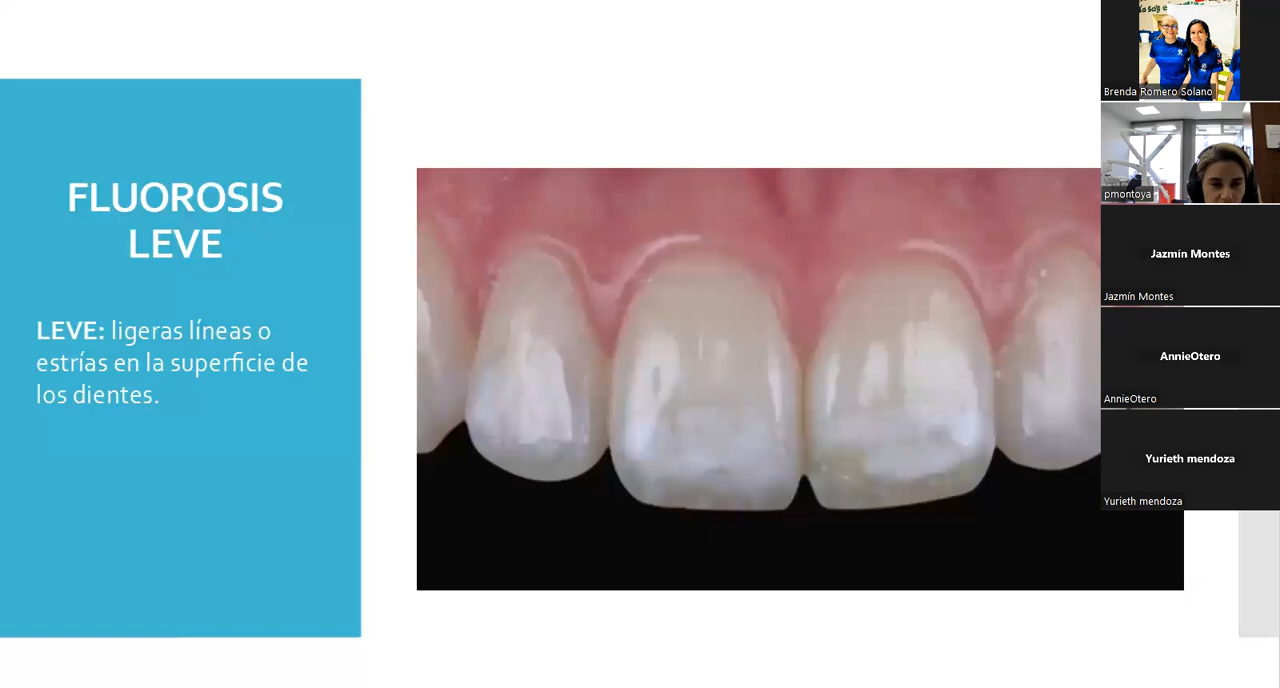 FLUOROSIS
LEVE
LEVE: ligeras líneas o
estrías en la superficie de
los dientes.
Brenda Romero Solano
pmontoya
Jazmín Montes
Jazmín Montes
AnnieOtero
AnnieOtero
Yurieth mendoza
Yurieth mendoza